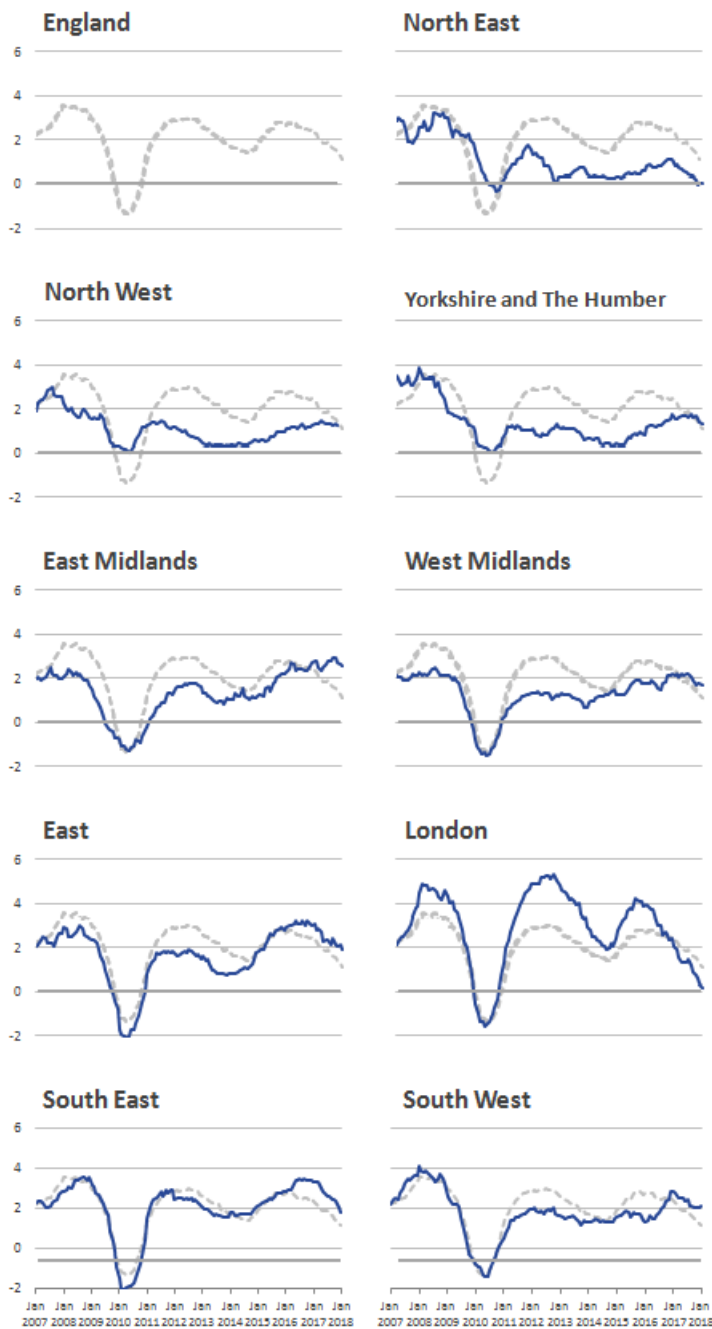 England
North East
6
4
2
0
-2
North West
Yorkshire and The Humber
6
4
2
0
-2
East Midlands
West Midlands
6
4
2
0
-2
East
London
6
4
2
0
-2
South East
South West
6
4
2
0
-2
Jan Jan Jan Jan Jan Jan Jan Jan Jan Jan Jan Jan
2007 2008 2009 2010 2011 2012 2013 2014 2015 2016 2017 2018
Jan Jan Jan Jan Jan Jan Jan Jan Jan Jan Jan Jan
2007 2008 2009 2010 2011 2012 2013 2014 2015 2016 2017 2018